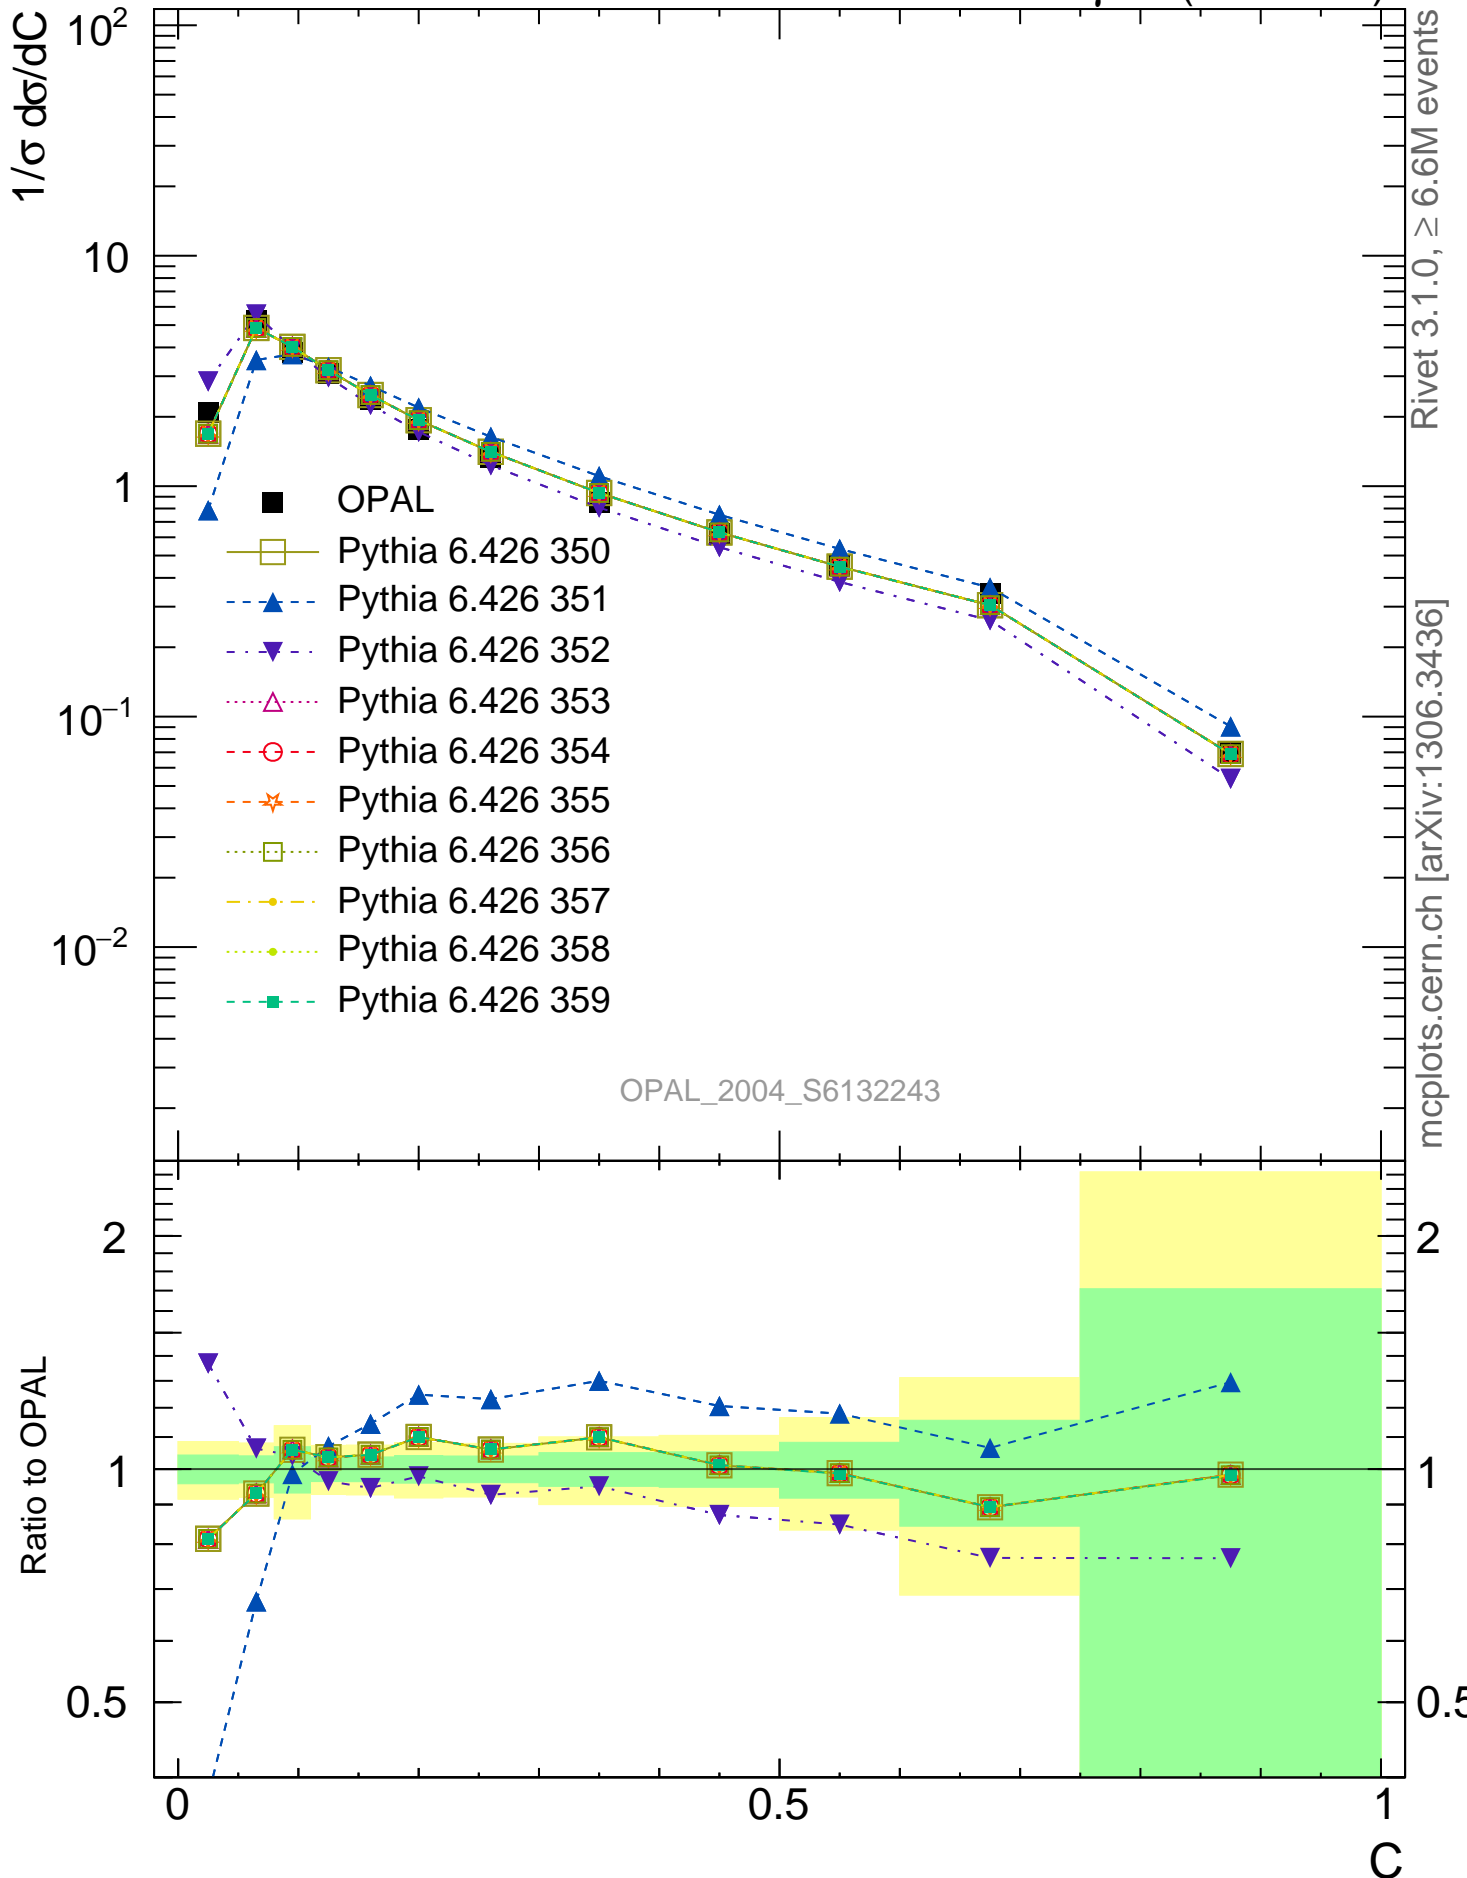 1/σ dσ/dC
10²
10
1
10⁻¹
10⁻²
OPAL
Pythia 6.426 350
Pythia 6.426 351
Pythia 6.426 352
Pythia 6.426 353
Pythia 6.426 354
Pythia 6.426 355
Pythia 6.426 356
Pythia 6.426 357
Pythia 6.426 358
Pythia 6.426 359
OPAL_2004_S6132243
Rivet 3.1.0, ≥ 6.6M events
mcplots.cern.ch [arXiv:1306.3436]
Ratio to OPAL
2
1
0.5
2
1
0.5
0
0.5
1
C